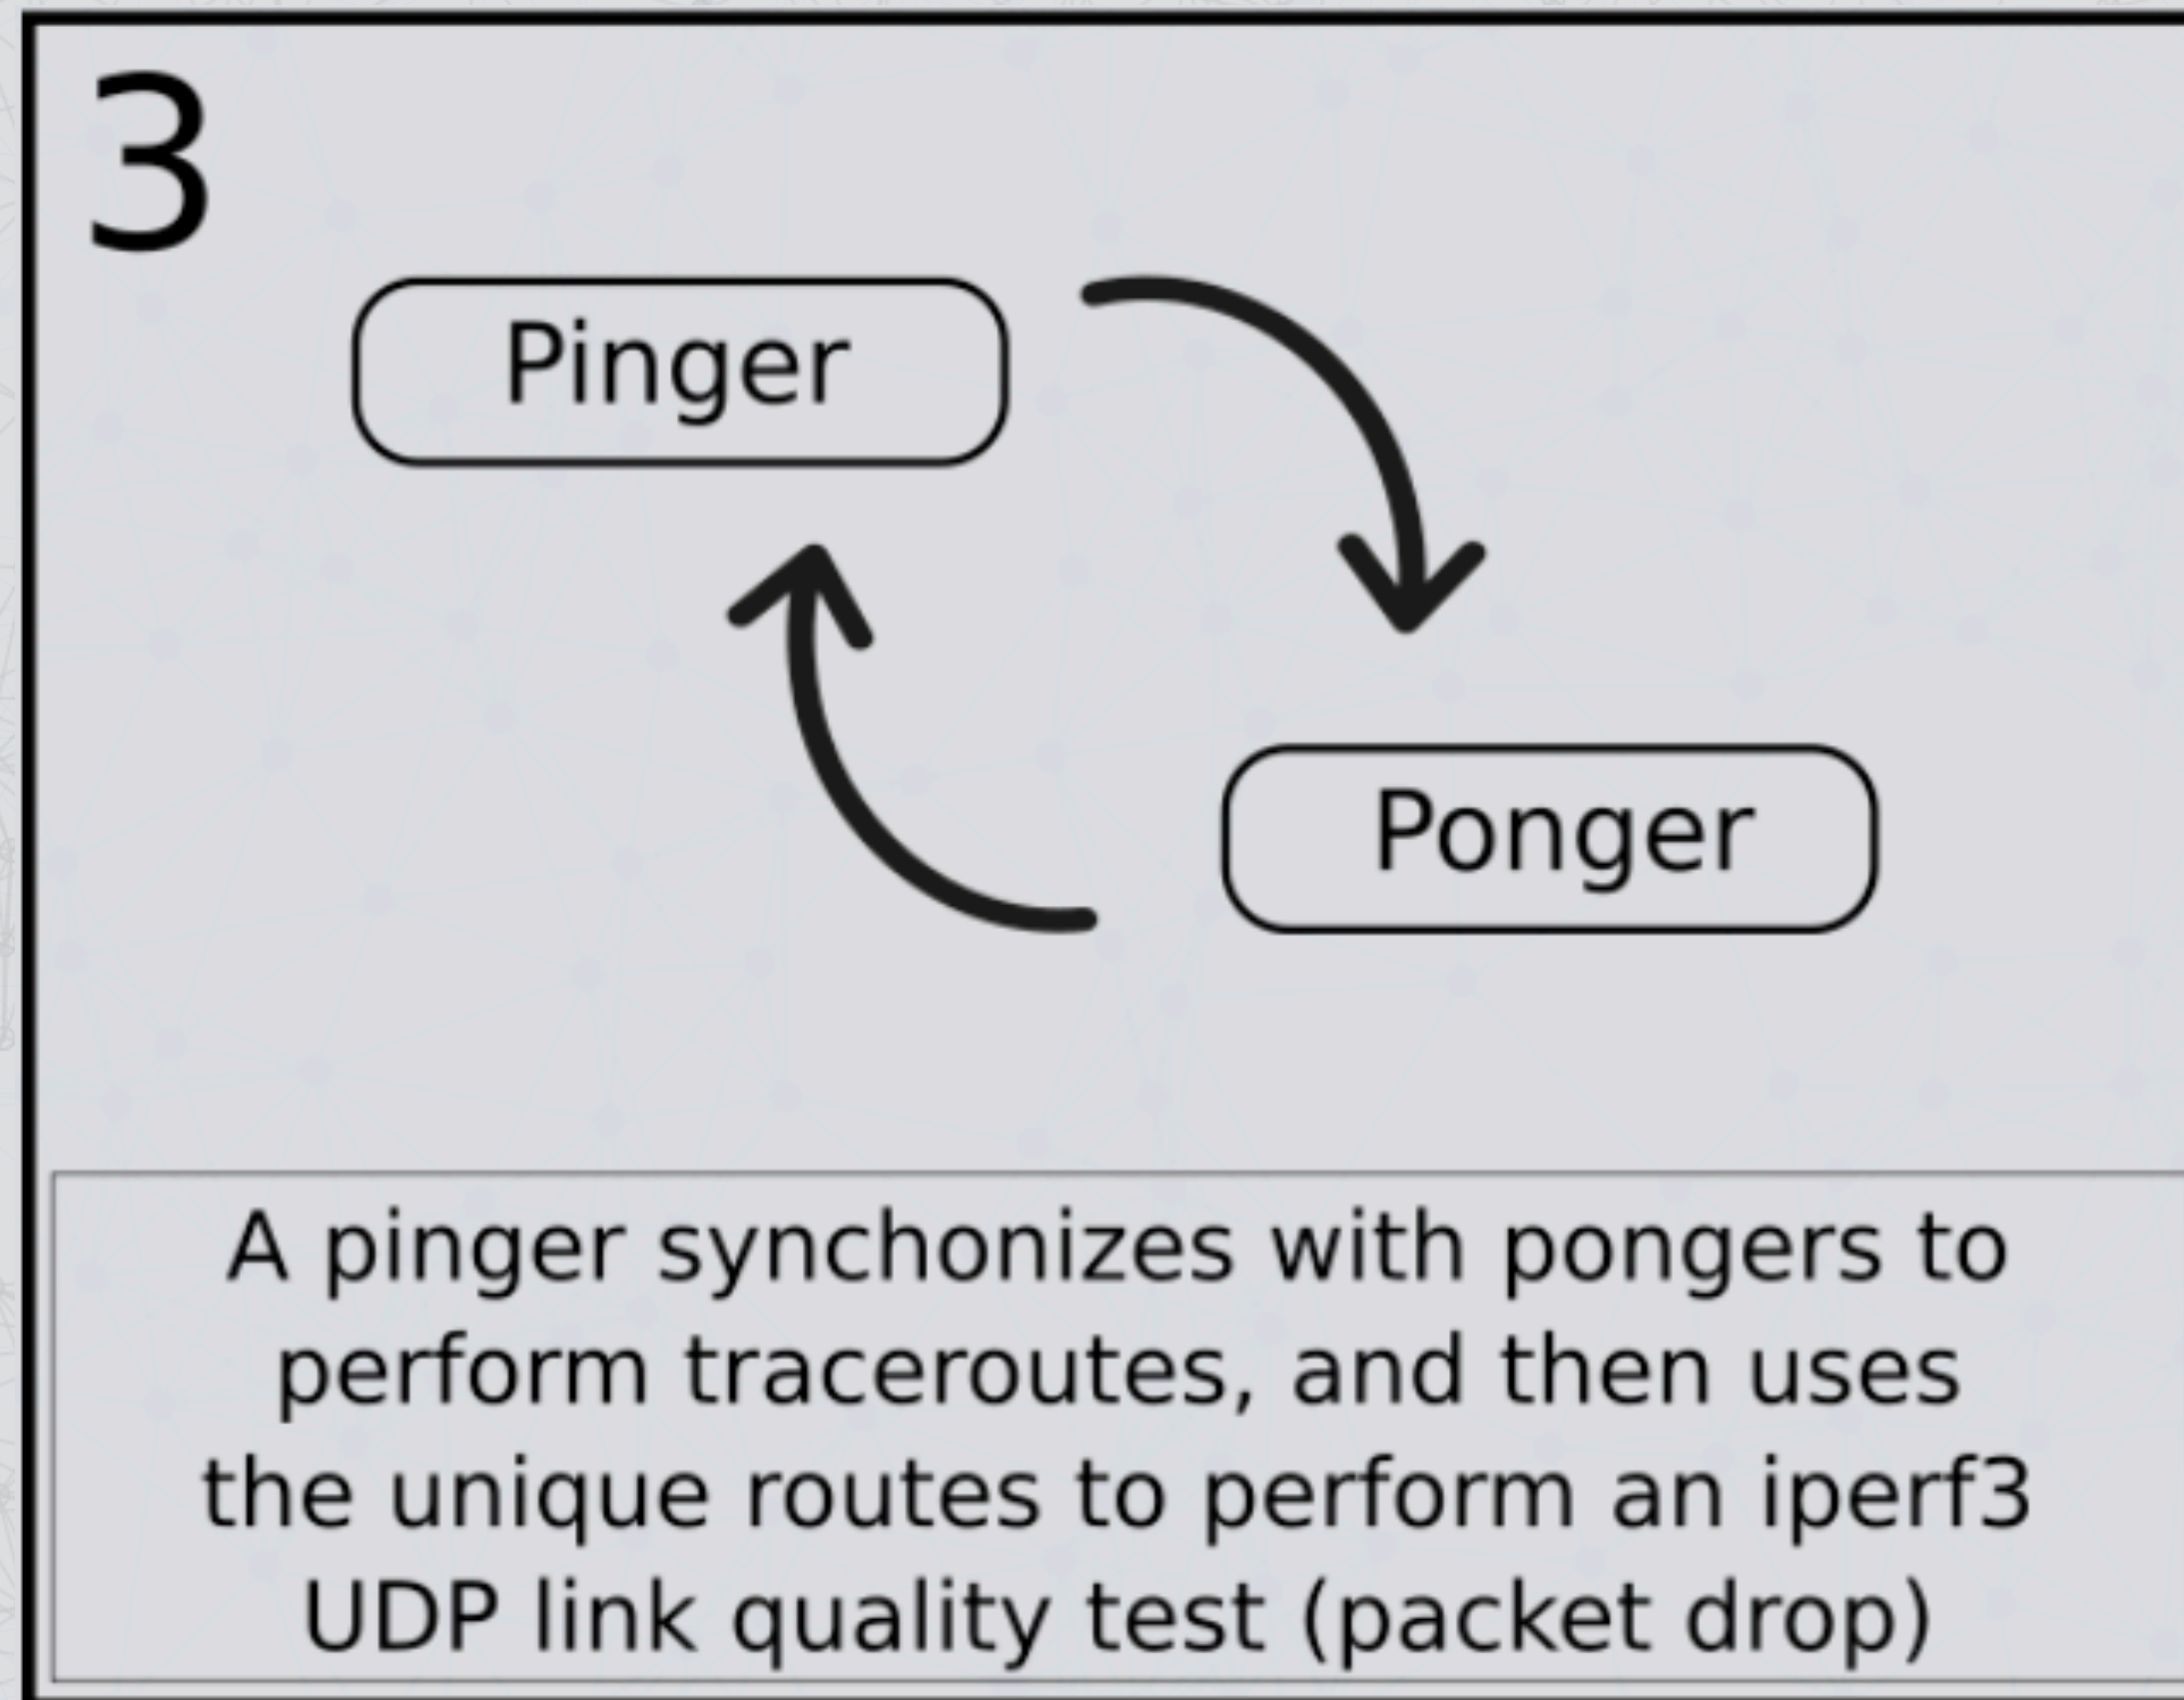 3
Pinger
Ponger
A pinger synchonizes with pongers to
perform traceroutes, and then uses
the unique routes to perform an iperf3
UDP link quality test (packet drop)